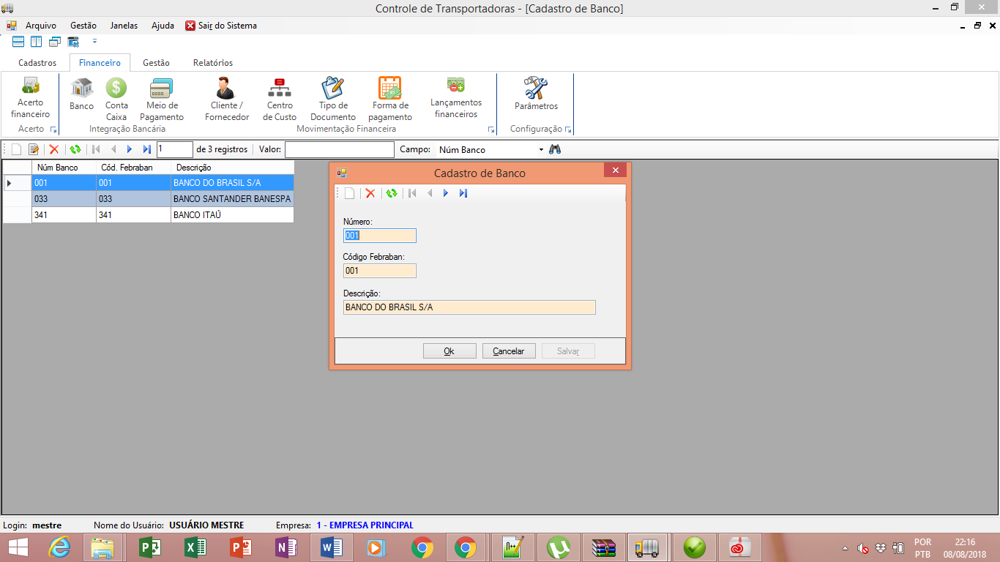 Controle de Transportadoras - [Cadastro de Banco]
Arquivo Gestão Janelas Ajuda Sair do Sistema
Cadastros Financeiro Gestão Relatórios
Acerto financeiro
Banco
Conta Caixa
Meio de Pagamento
Cliente / Fornecedor
Centro de Custo
Tipo de Documento
Forma de pagamento
Lançamentos financeiros
Parâmetros
Acerto Integração Bancária Movimentação Financeira Configuração
1 de 3 registros Valor: Campo: Núm Banco
Núm Banco Cód. Febraban Descrição
001 001 BANCO DO BRASIL S/A
033 033 BANCO SANTANDER BANESPA
341 341 BANCO ITAÚ
Cadastro de Banco
Número:
001
Código Febraban:
001
Descrição:
BANCO DO BRASIL S/A
Ok Cancelar Salvar
Login: mestre Nome do Usuário: USUÁRIO MESTRE Empresa: 1 - EMPRESA PRINCIPAL
POR 22:16
PTB 08/08/2018